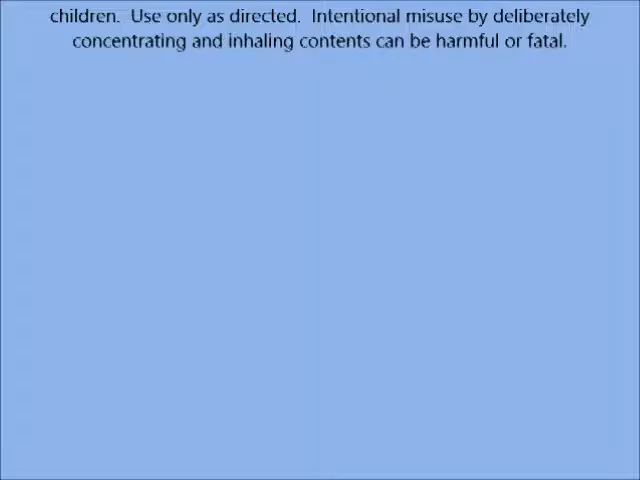 children.  Use only as directed.  Intentional misuse by deliberately
concentrating and inhaling contents can be harmful or fatal.